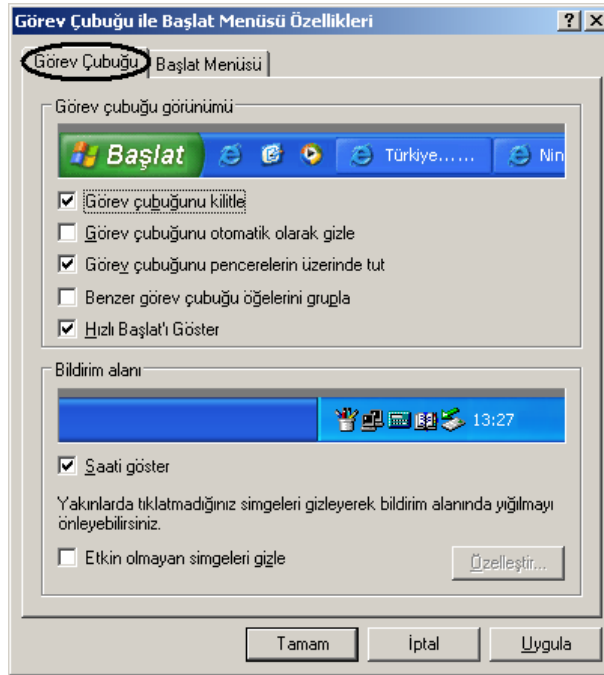 Görev Çubuğu ile Başlat Menüsü Özellikleri
Görev Çubuğu Başlat Menüsü
Görev çubuğu görünümü
Başlat Türkiye...... Nin
Görev çubuğunu kilitle
Görev çubuğunu otomatik olarak gizle
Görev çubuğunu pencerelerin üzerinde tut
Benzer görev çubuğu öğelerini grupla
Hızlı Başlat'ı Göster
Bildirim alanı
13:27
Saati göster
Yakınlarda tıklatmadığınız simgeleri gizleyerek bildirim alanında yığılmayı
önleyebilirsiniz.
Etkin olmayan simgeleri gizle
Özelleştir...
Tamam İptal Uygula